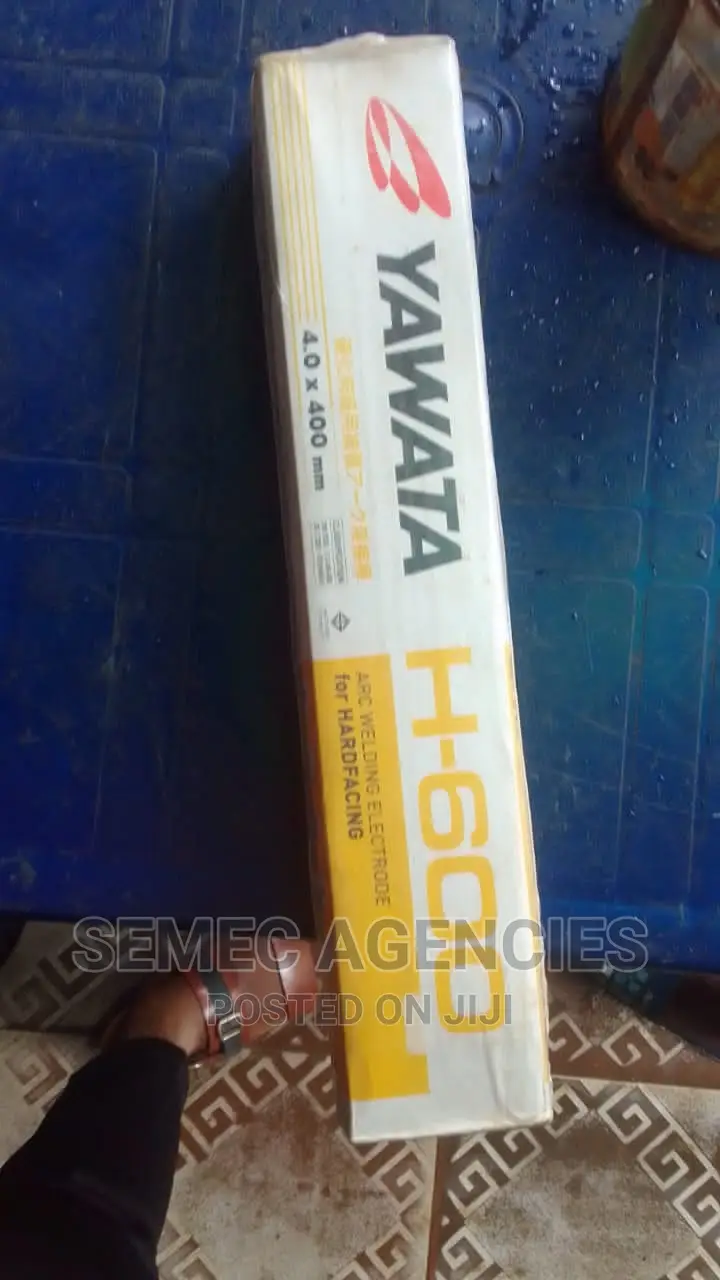 YAWATA
H-600
4.0 x 400 mm
ARC WELDING ELECTRODE
for HARDFACING
SEMEC AGENCIES
POSTED ON JIJI